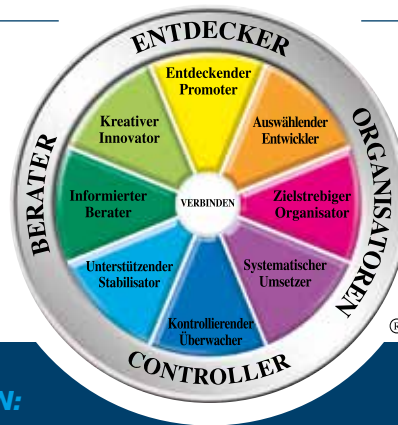 ENTDECKER
Entdeckender
Promoter
Kreativer
Innovator
Auswählender
Entwickler
BERATER
ORGANISATOREN
Informierter
Berater
VERBINDEN
Zielstrebiger
Organisator
Unterstützender
Stabilisator
Systematischer
Umsetzer
Kontrollierender
Überwacher
®
CONTROLLER
N: